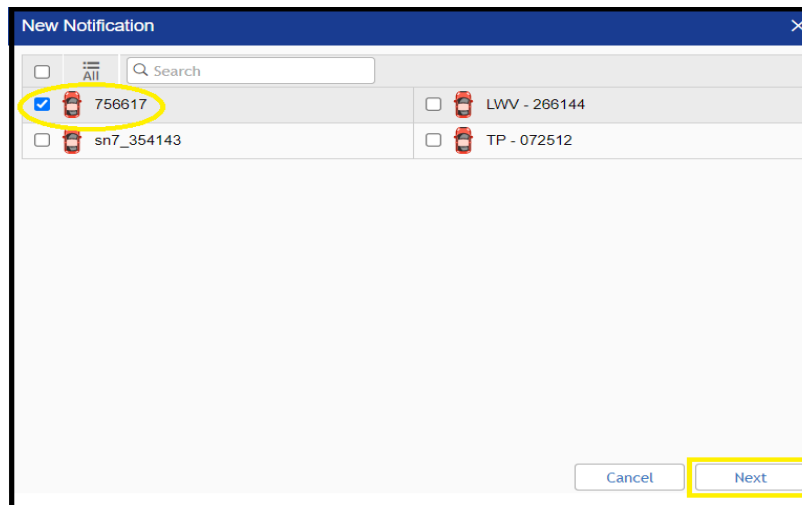 New Notification
All Search
756617 LWV - 266144
sn7_354143 TP - 072512
Cancel Next